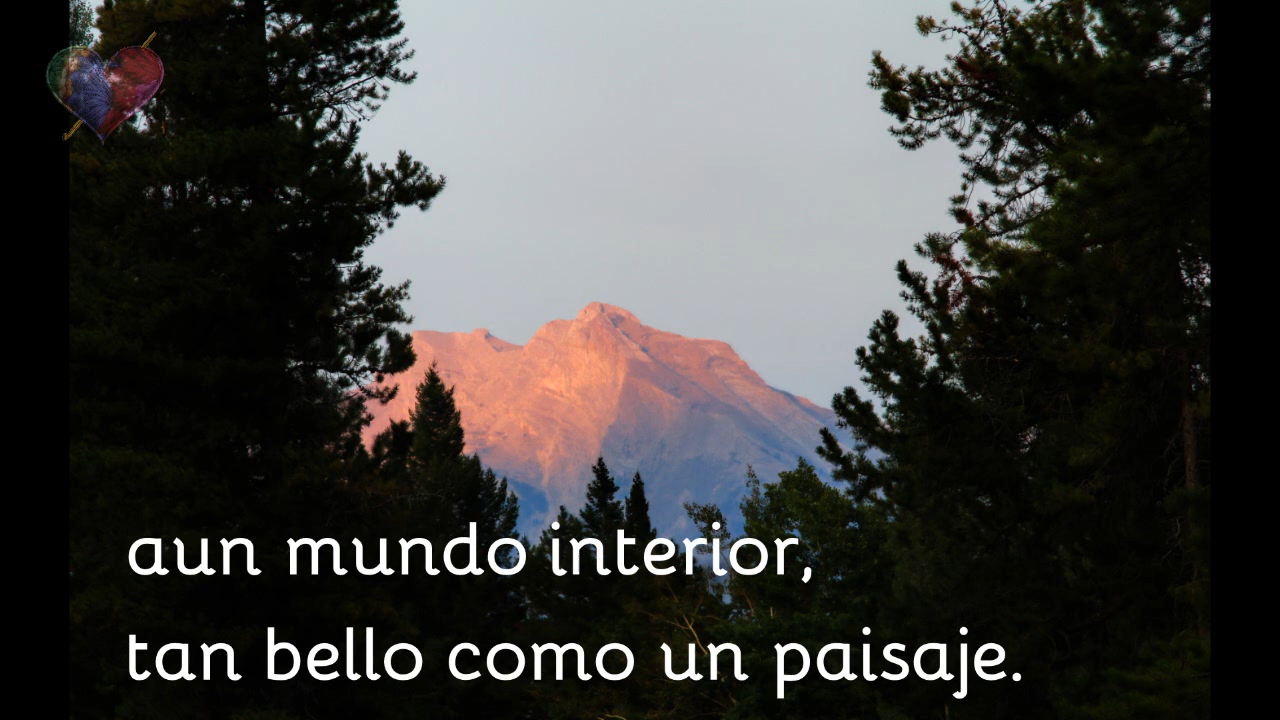 aun mundo interior,
tan bello como un paisaje.